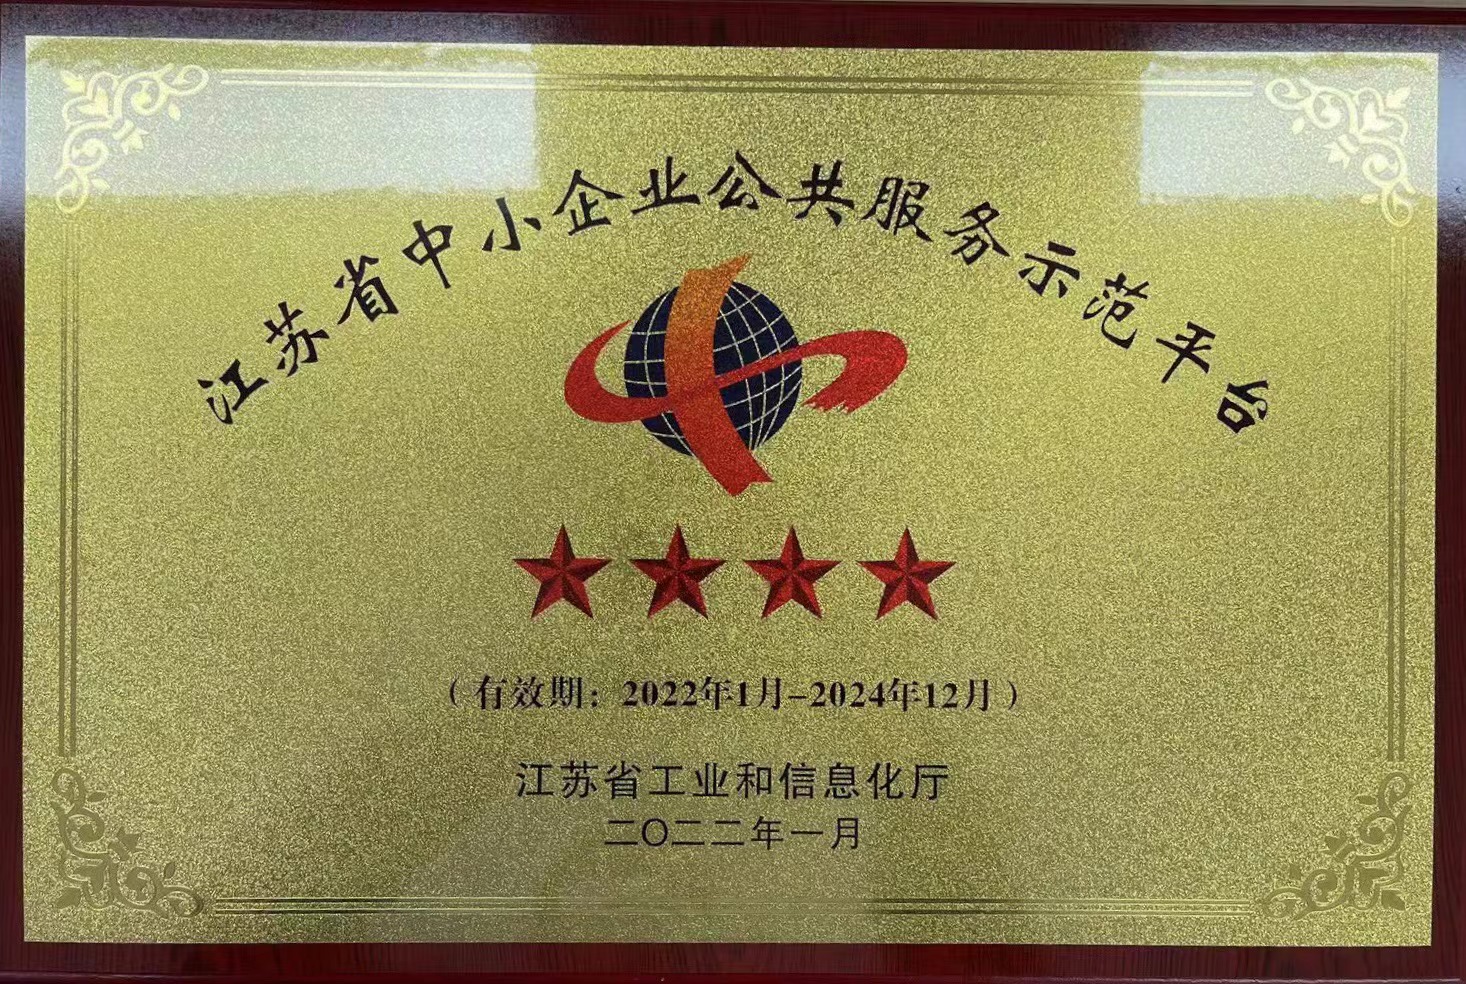 江苏省中小企业公共服务示范平台
（有效期：2022年1月-2024年12月）
江苏省工业和信息化厅
二〇二二年一月